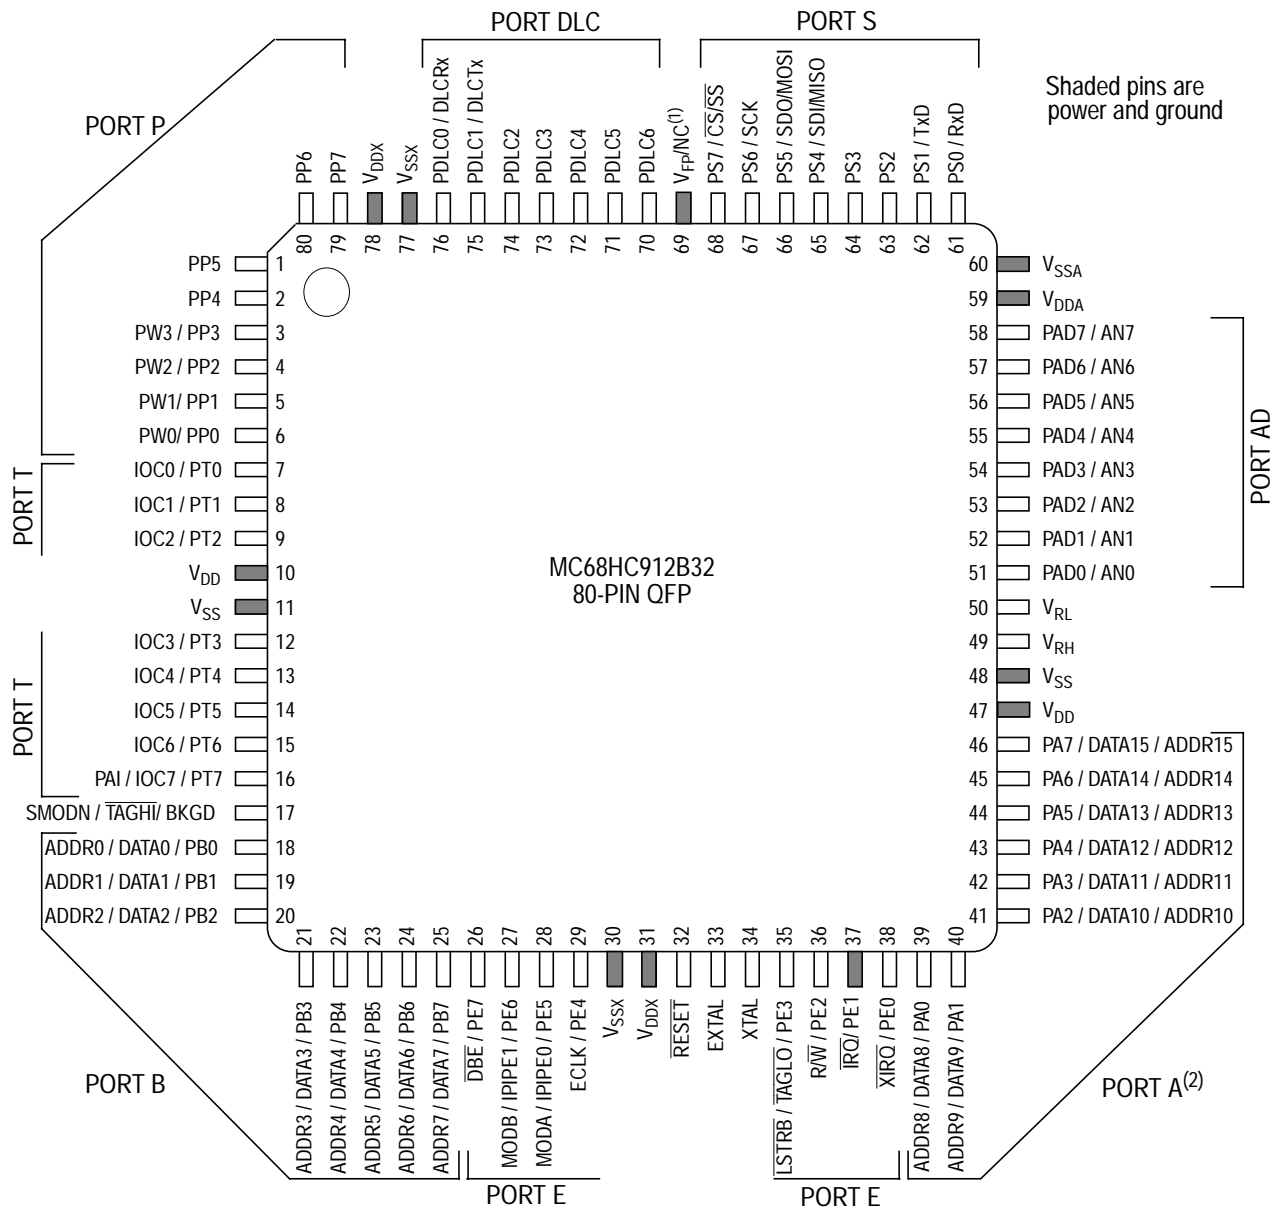 PORT DLC
PORT S
Shaded pins are
power and ground
PORT P
PP6
PP7
VDDX
VSSX
PDLC0 / DLCRx
PDLC1 / DLCTx
PDLC2
PDLC3
PDLC4
PDLC5
PDLC6
VFP/NC(1)
PS7 / CS/SS
PS6 / SCK
PS5 / SDO/MOSI
PS4 / SDI/MISO
PS3
PS2
PS1 / TxD
PS0 / RxD
80 79 78 77 76 75 74 73 72 71 70 69 68 67 66 65 64 63 62 61
PP5 1
PP4 2
PW3 / PP3 3
PW2 / PP2 4
PW1/ PP1 5
PW0/ PP0 6
PORT T
IOC0 / PT0 7
IOC1 / PT1 8
IOC2 / PT2 9
VDD 10
VSS 11
PORT T
IOC3 / PT3 12
IOC4 / PT4 13
IOC5 / PT5 14
IOC6 / PT6 15
PAI / IOC7 / PT7 16
SMODN / TAGHI/ BKGD 17
ADDR0 / DATA0 / PB0 18
ADDR1 / DATA1 / PB1 19
ADDR2 / DATA2 / PB2 20
MC68HC912B32
80-PIN QFP
60 VSSA
59 VDDA
58 PAD7 / AN7
57 PAD6 / AN6
56 PAD5 / AN5
55 PAD4 / AN4
54 PAD3 / AN3
53 PAD2 / AN2
52 PAD1 / AN1
51 PAD0 / AN0
PORT AD
50 VRL
49 VRH
48 VSS
47 VDD
46 PA7 / DATA15 / ADDR15
45 PA6 / DATA14 / ADDR14
44 PA5 / DATA13 / ADDR13
43 PA4 / DATA12 / ADDR12
42 PA3 / DATA11 / ADDR11
41 PA2 / DATA10 / ADDR10
21 22 23 24 25 26 27 28 29 30 31 32 33 34 35 36 37 38 39 40
ADDR3 / DATA3 / PB3
ADDR4 / DATA4 / PB4
ADDR5 / DATA5 / PB5
ADDR6 / DATA6 / PB6
ADDR7 / DATA7 / PB7
DBE / PE7
MODB / IPIPE1 / PE6
MODA / IPIPE0 / PE5
ECLK / PE4
VSSX
VDDX
RESET
EXTAL
XTAL
LSTRB / TAGLO / PE3
R/W / PE2
IRQ/ PE1
XIRQ / PE0
ADDR8 / DATA8 / PA0
ADDR9 / DATA9 / PA1
PORT B
PORT A(2)
PORT E
PORT E